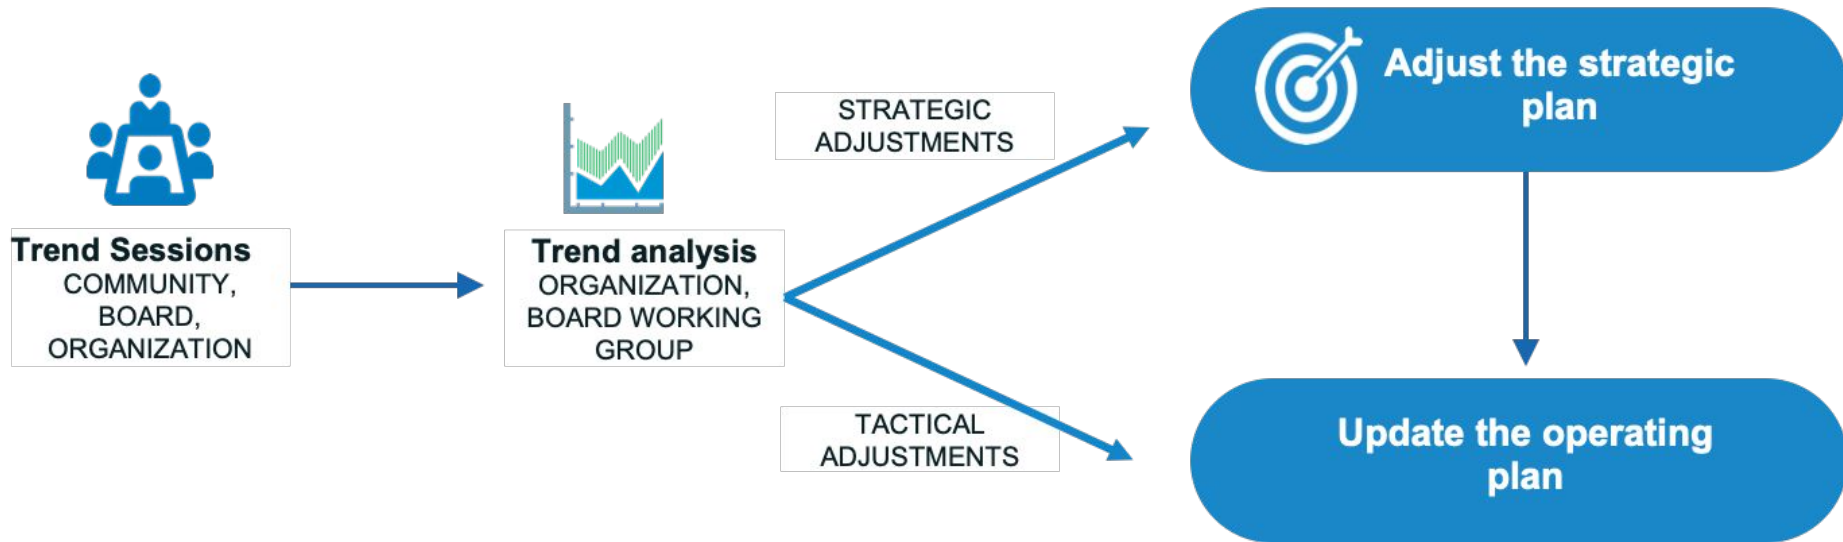 Trend Sessions
COMMUNITY,
BOARD,
ORGANIZATION
Trend analysis
ORGANIZATION,
BOARD WORKING
GROUP
STRATEGIC
ADJUSTMENTS
TACTICAL
ADJUSTMENTS
Adjust the strategic
plan
Update the operating
plan